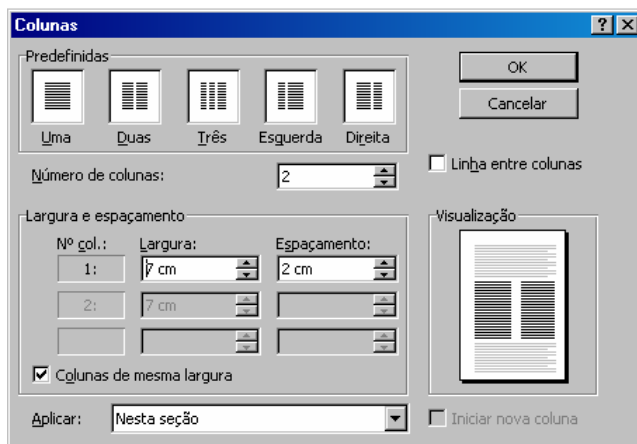 Colunas
Predefinidas
Uma Duas Três Esquerda Direita
OK
Cancelar
Número de colunas: 2
Linha entre colunas
Largura e espaçamento
Nº col.: Largura: Espaçamento:
1: 7 cm 2 cm
2: 7 cm
Colunas de mesma largura
Visualização
Aplicar: Nesta seção
Iniciar nova coluna